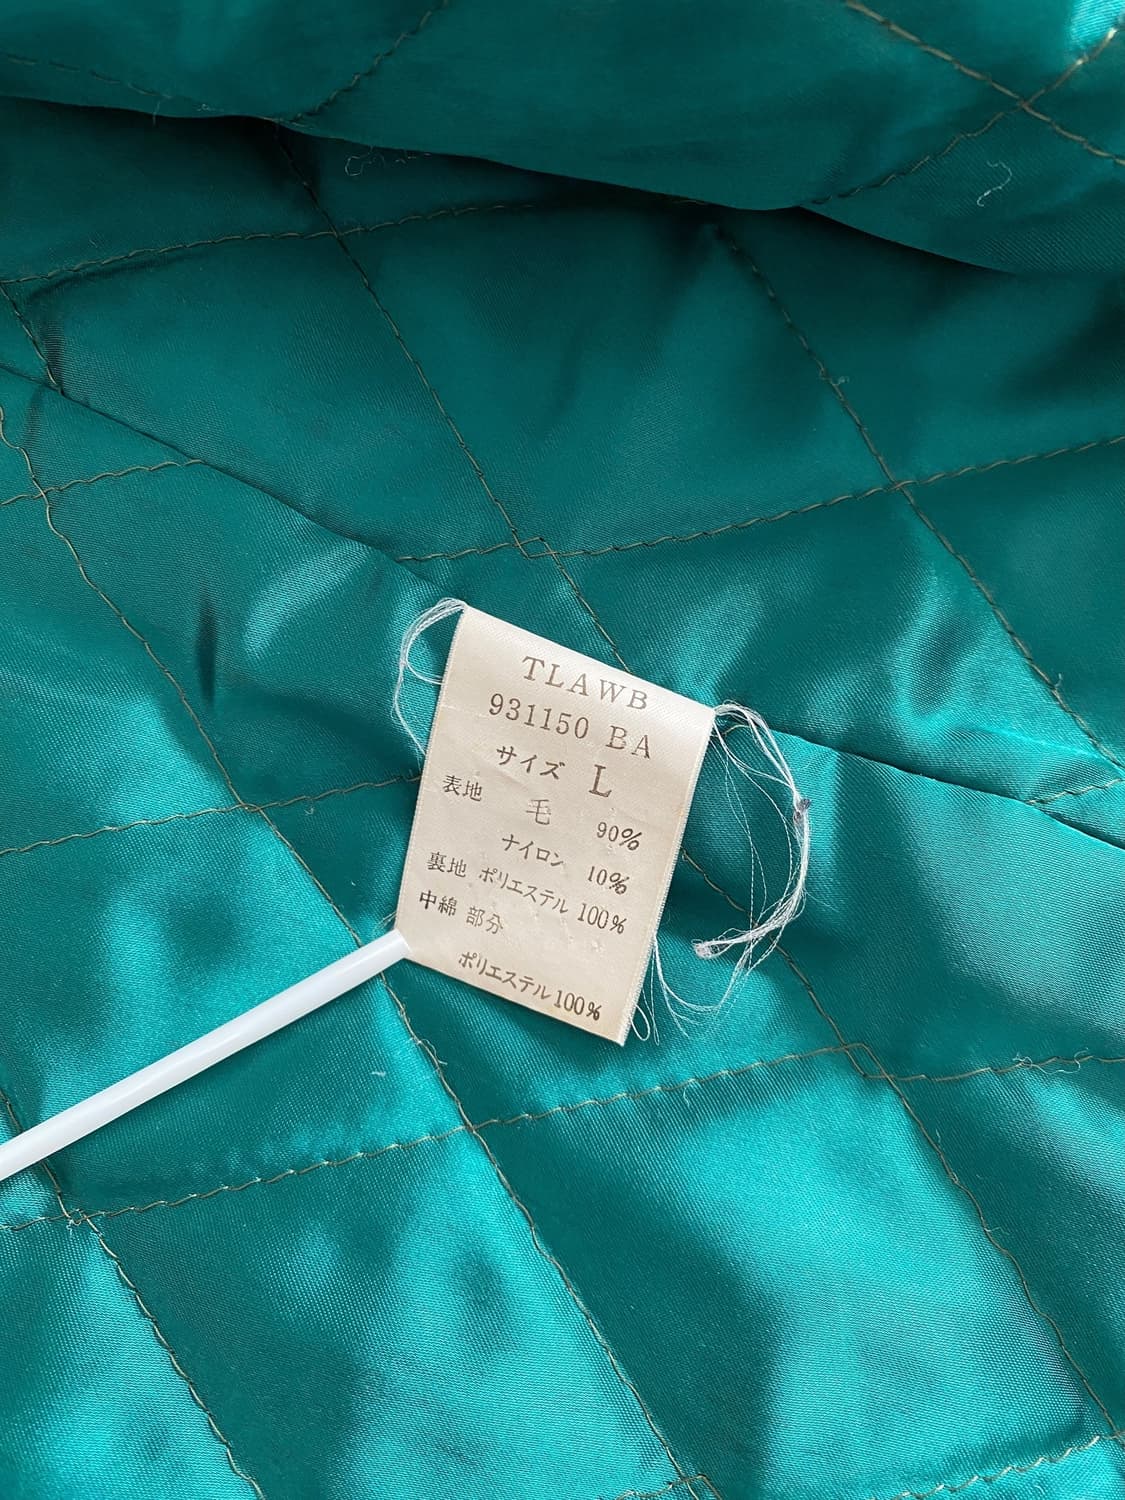 TLAWB
931150 BA
サイズ L
表地 毛 90%
ナイロン 10%
裏地 ポリエステル 100%
中綿 部分
ポリエステル 100%